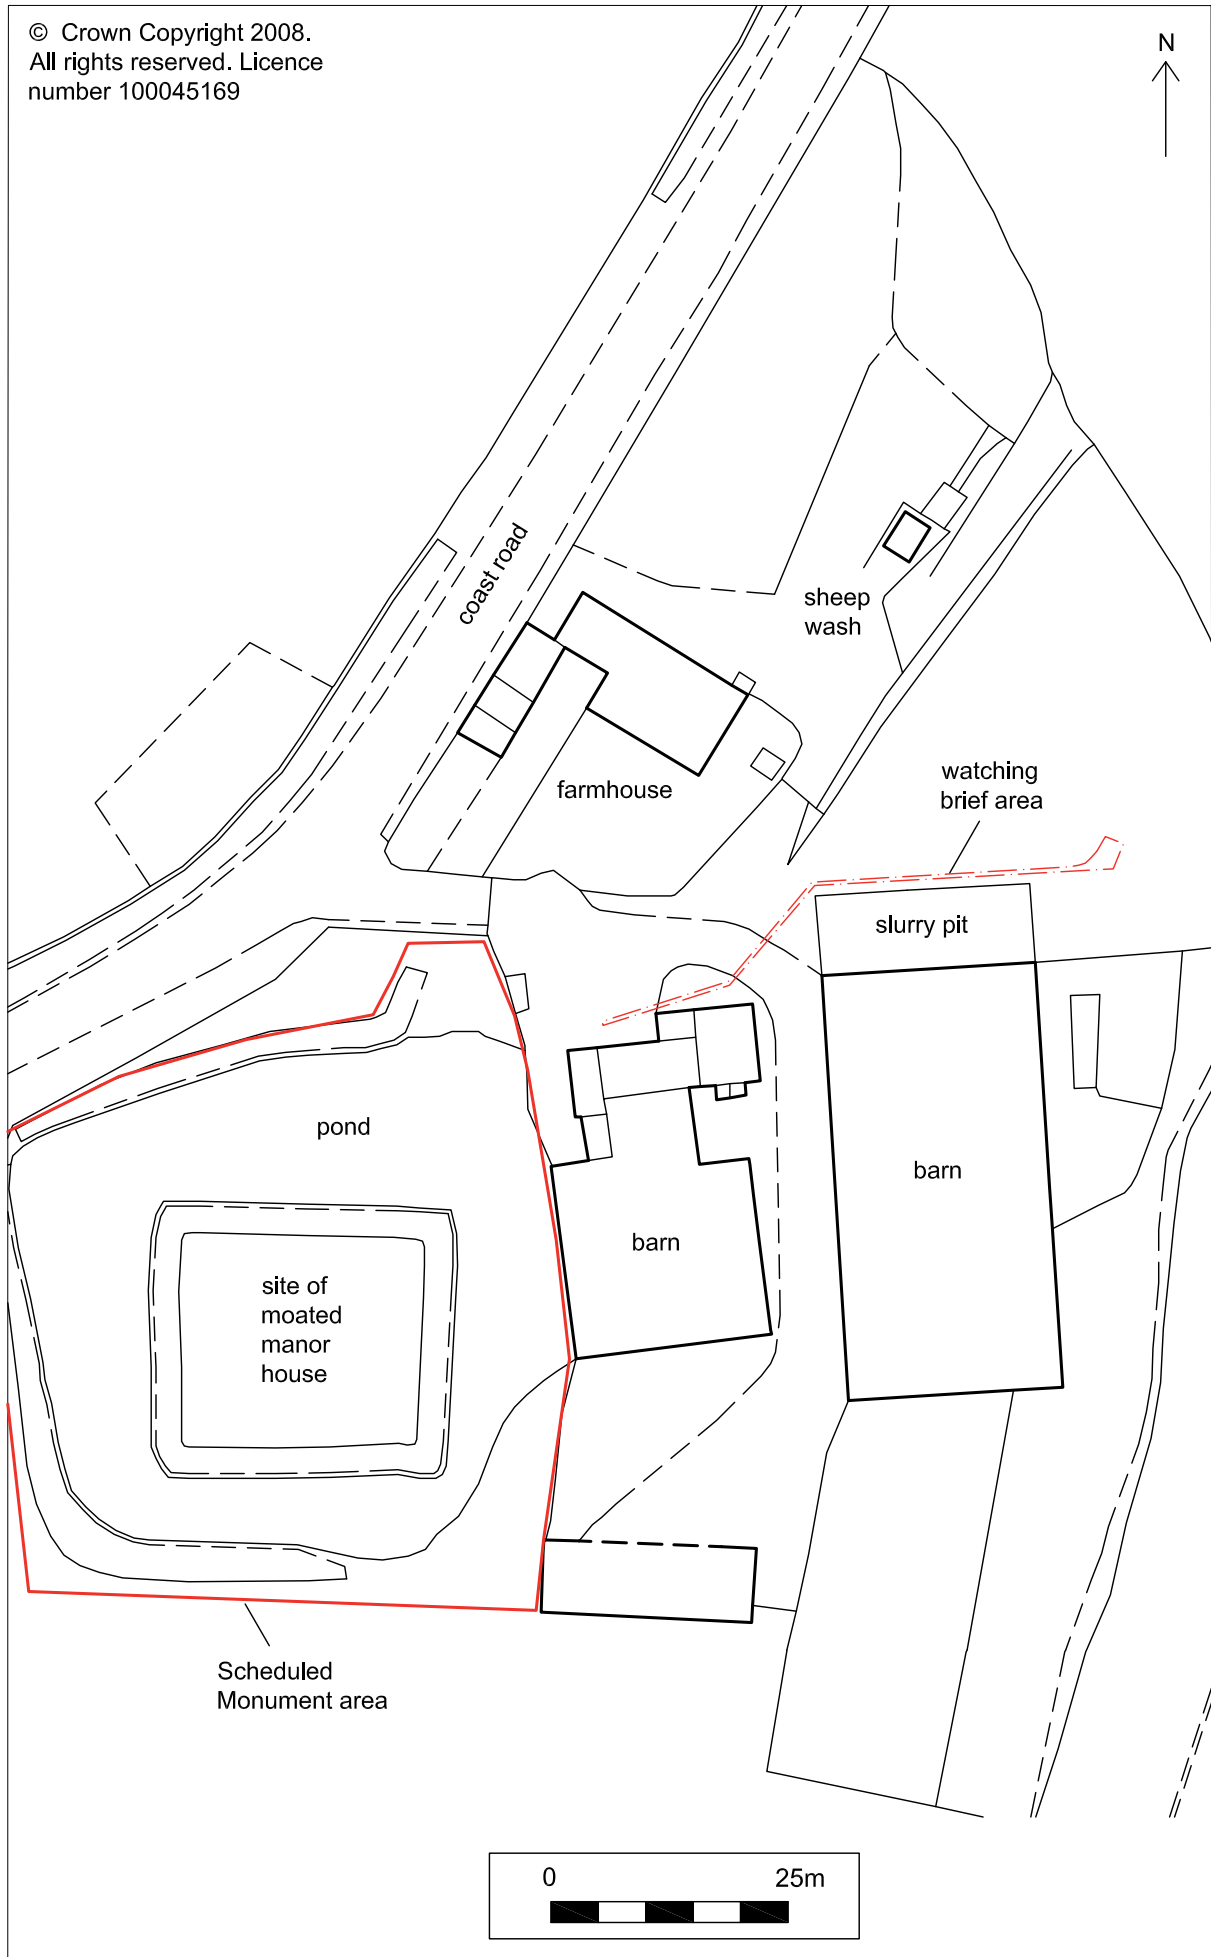 © Crown Copyright 2008.
All rights reserved. Licence
number 100045169
N
coast road
sheep
wash
farmhouse
watching
brief area
slurry pit
pond
barn
barn
site of
moated
manor
house
Scheduled
Monument area
0 25m